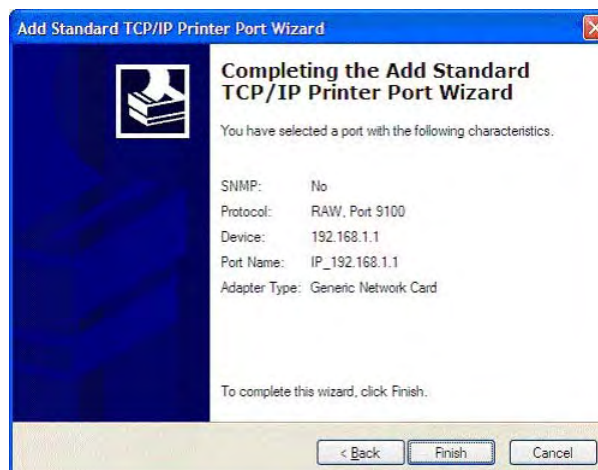 Add Standard TCP/IP Printer Port Wizard
Completing the Add Standard
TCP/IP Printer Port Wizard
You have selected a port with the following characteristics.
SNMP: No
Protocol: RAW, Port 9100
Device: 192.168.1.1
Port Name: IP_192.168.1.1
Adapter Type: Generic Network Card
To complete this wizard, click Finish.
< Back Finish Cancel